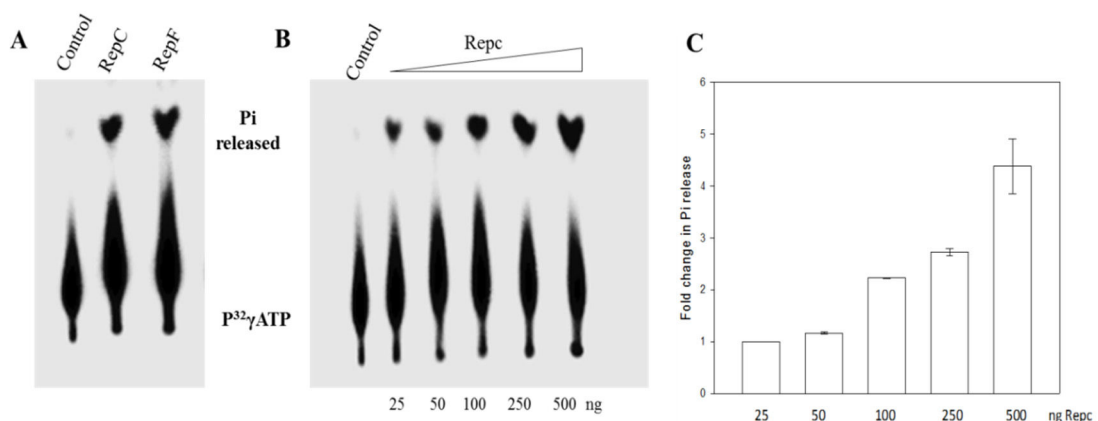 A
Control
RepC
RepF
Pi
released
P³²γATP
B
Control
Repc
25 50 100 250 500 ng
C
Fold change in Pi release
6
5
4
3
2
1
0
25 50 100 250 500 ng Repc